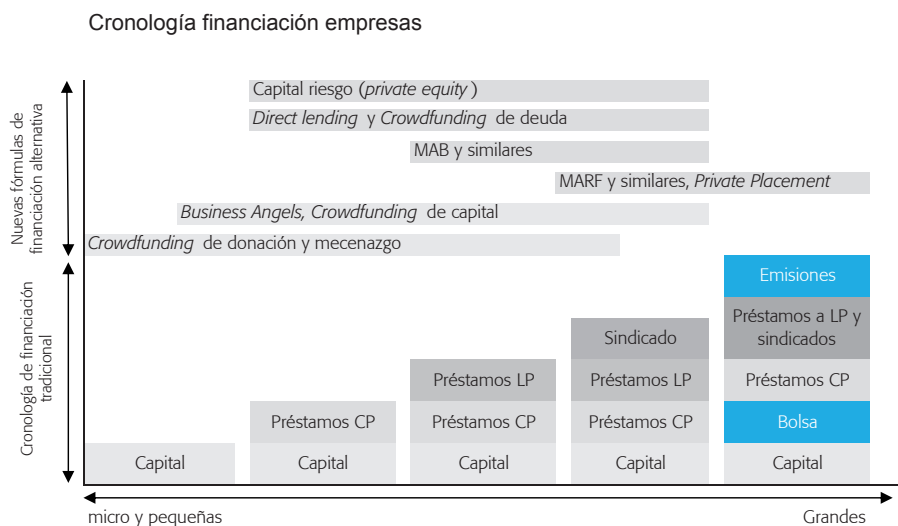 Cronología financiación empresas
Nuevas fórmulas de
financiación alternativa
Capital riesgo (private equity )
Direct lending y Crowdfunding de deuda
MAB y similares
MARF y similares, Private Placement
Business Angels, Crowdfunding de capital
Crowdfunding de donación y mecenazgo
Cronología de financiación
tradicional
Emisiones
Préstamos a LP y
sindicados
Sindicado
Préstamos LP
Préstamos LP
Préstamos CP
Préstamos CP
Préstamos CP
Préstamos CP
Bolsa
Capital
Capital
Capital
Capital
Capital
micro y pequeñas
Grandes